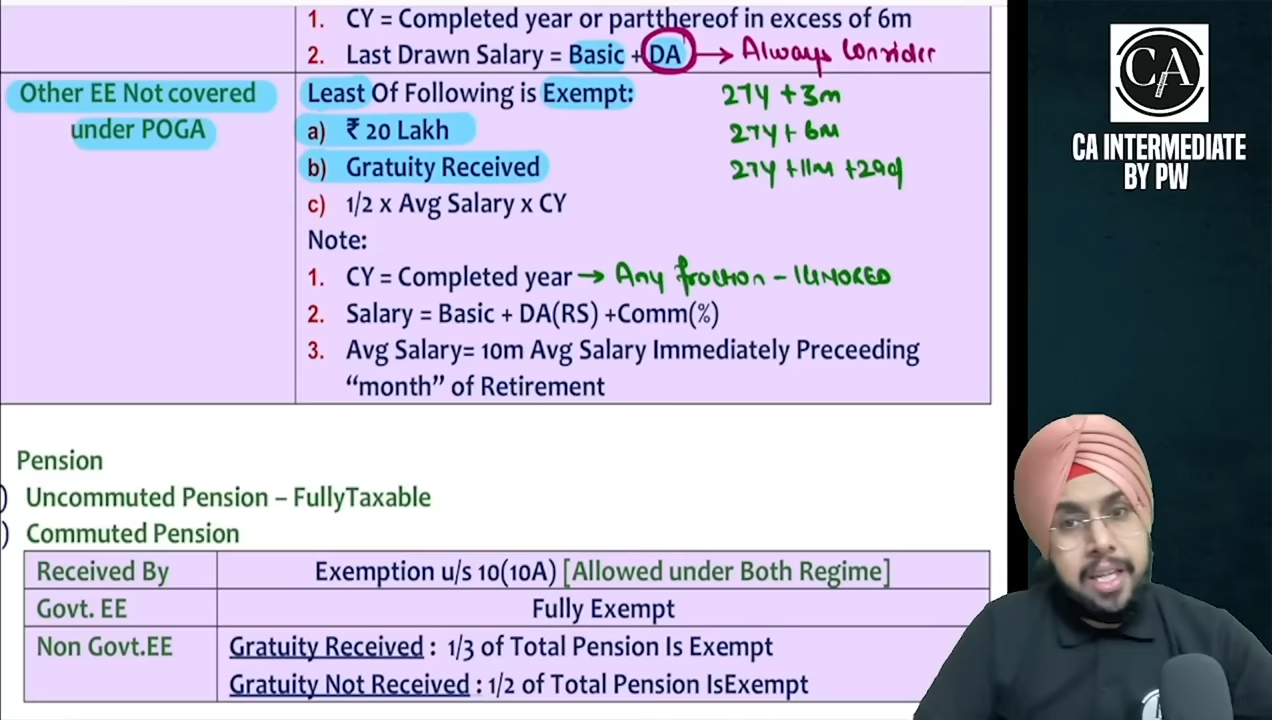 1. CY = Completed year or partthereof in excess of 6m
2. Last Drawn Salary = Basic + DA → Always Consider
Other EE Not covered under POGA
Least Of Following is Exempt:
a) ₹ 20 Lakh
b) Gratuity Received
c) 1/2 x Avg Salary x CY
27Y + 3m
27Y + 6m
27Y + 11m + 29d
Note:
1. CY = Completed year → Any fraction - IGNORED
2. Salary = Basic + DA(RS) +Comm(%)
3. Avg Salary= 10m Avg Salary Immediately Preceeding
“month” of Retirement
Pension
) Uncommuted Pension – FullyTaxable
) Commuted Pension
Received By Exemption u/s 10(10A) [Allowed under Both Regime]
Govt. EE Fully Exempt
Non Govt.EE Gratuity Received : 1/3 of Total Pension Is Exempt
Gratuity Not Received : 1/2 of Total Pension IsExempt
CA
CA INTERMEDIATE
BY PW